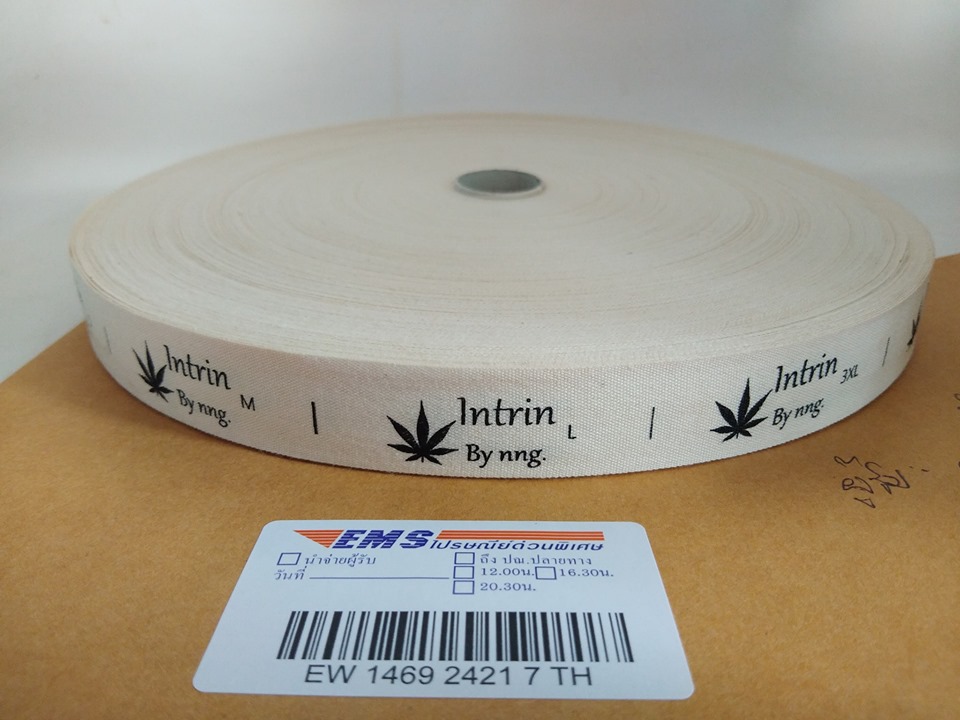 Intrin
By nng. M
Intrin
By nng. L
Intrin
By nng. 3XL
EMS ไปรษณีย์ด่วนพิเศษ
นำจ่ายผู้รับ ถึง ปณ.ปลายทาง
วันที่ 12.00น. 16.30น.
20.30น.
EW 1469 2421 7 TH